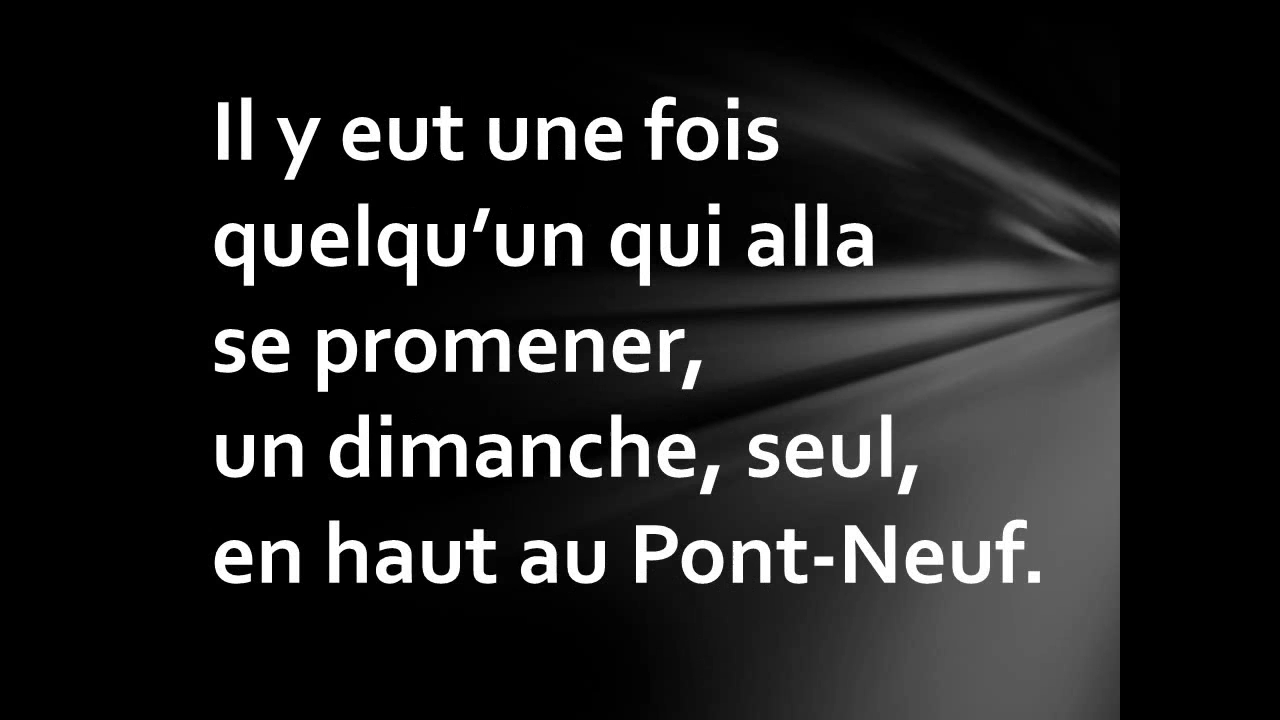 Il y eut une fois
quelqu’un qui alla
se promener,
un dimanche, seul,
en haut au Pont-Neuf.